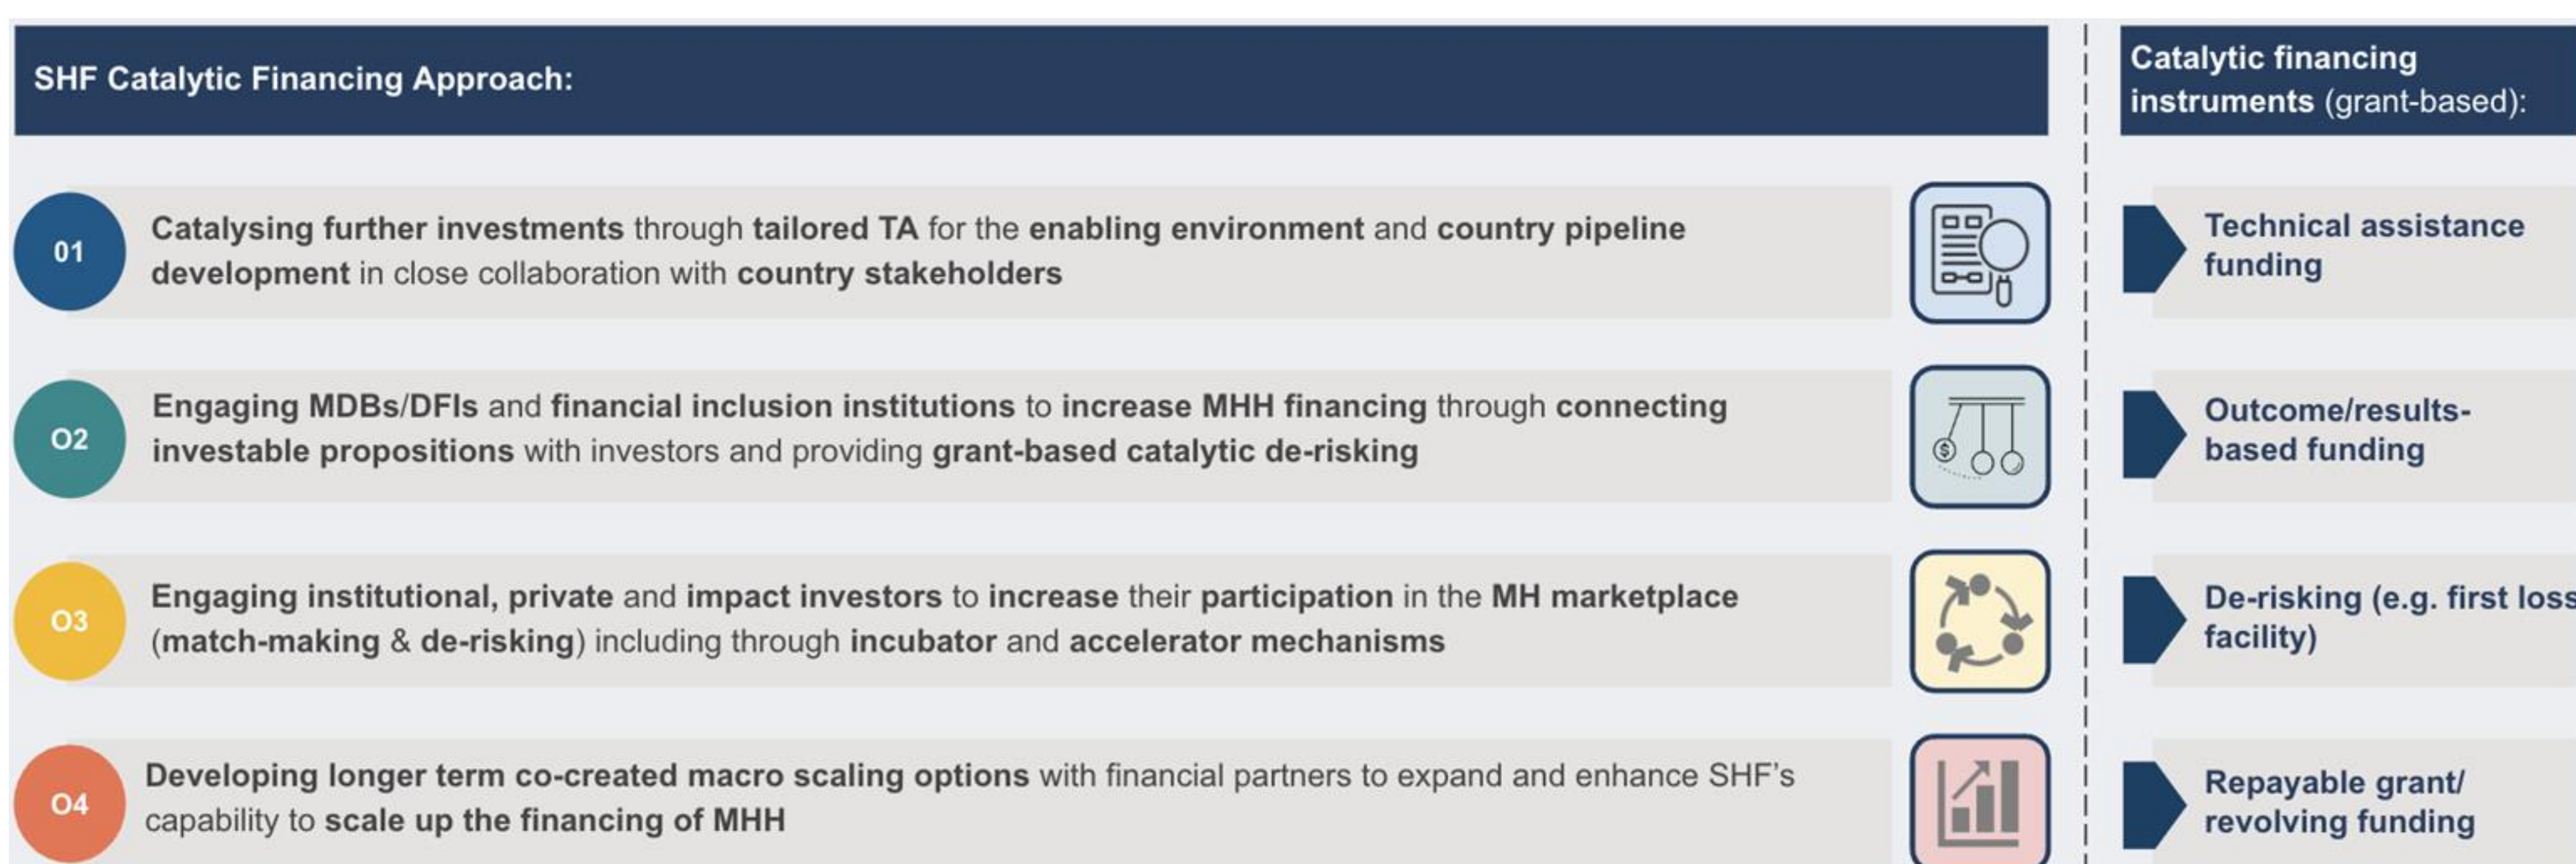 SHF Catalytic Financing Approach:
01
Catalysing further investments through tailored TA for the enabling environment and country pipeline
development in close collaboration with country stakeholders
O2
Engaging MDBs/DFIs and financial inclusion institutions to increase MHH financing through connecting
investable propositions with investors and providing grant-based catalytic de-risking
$
O3
Engaging institutional, private and impact investors to increase their participation in the MH marketplace
(match-making & de-risking) including through incubator and accelerator mechanisms
O4
Developing longer term co-created macro scaling options with financial partners to expand and enhance SHF's
capability to scale up the financing of MHH
Catalytic financing
instruments (grant-based):
Technical assistance
funding
Outcome/results-
based funding
De-risking (e.g. first loss
facility)
Repayable grant/
revolving funding